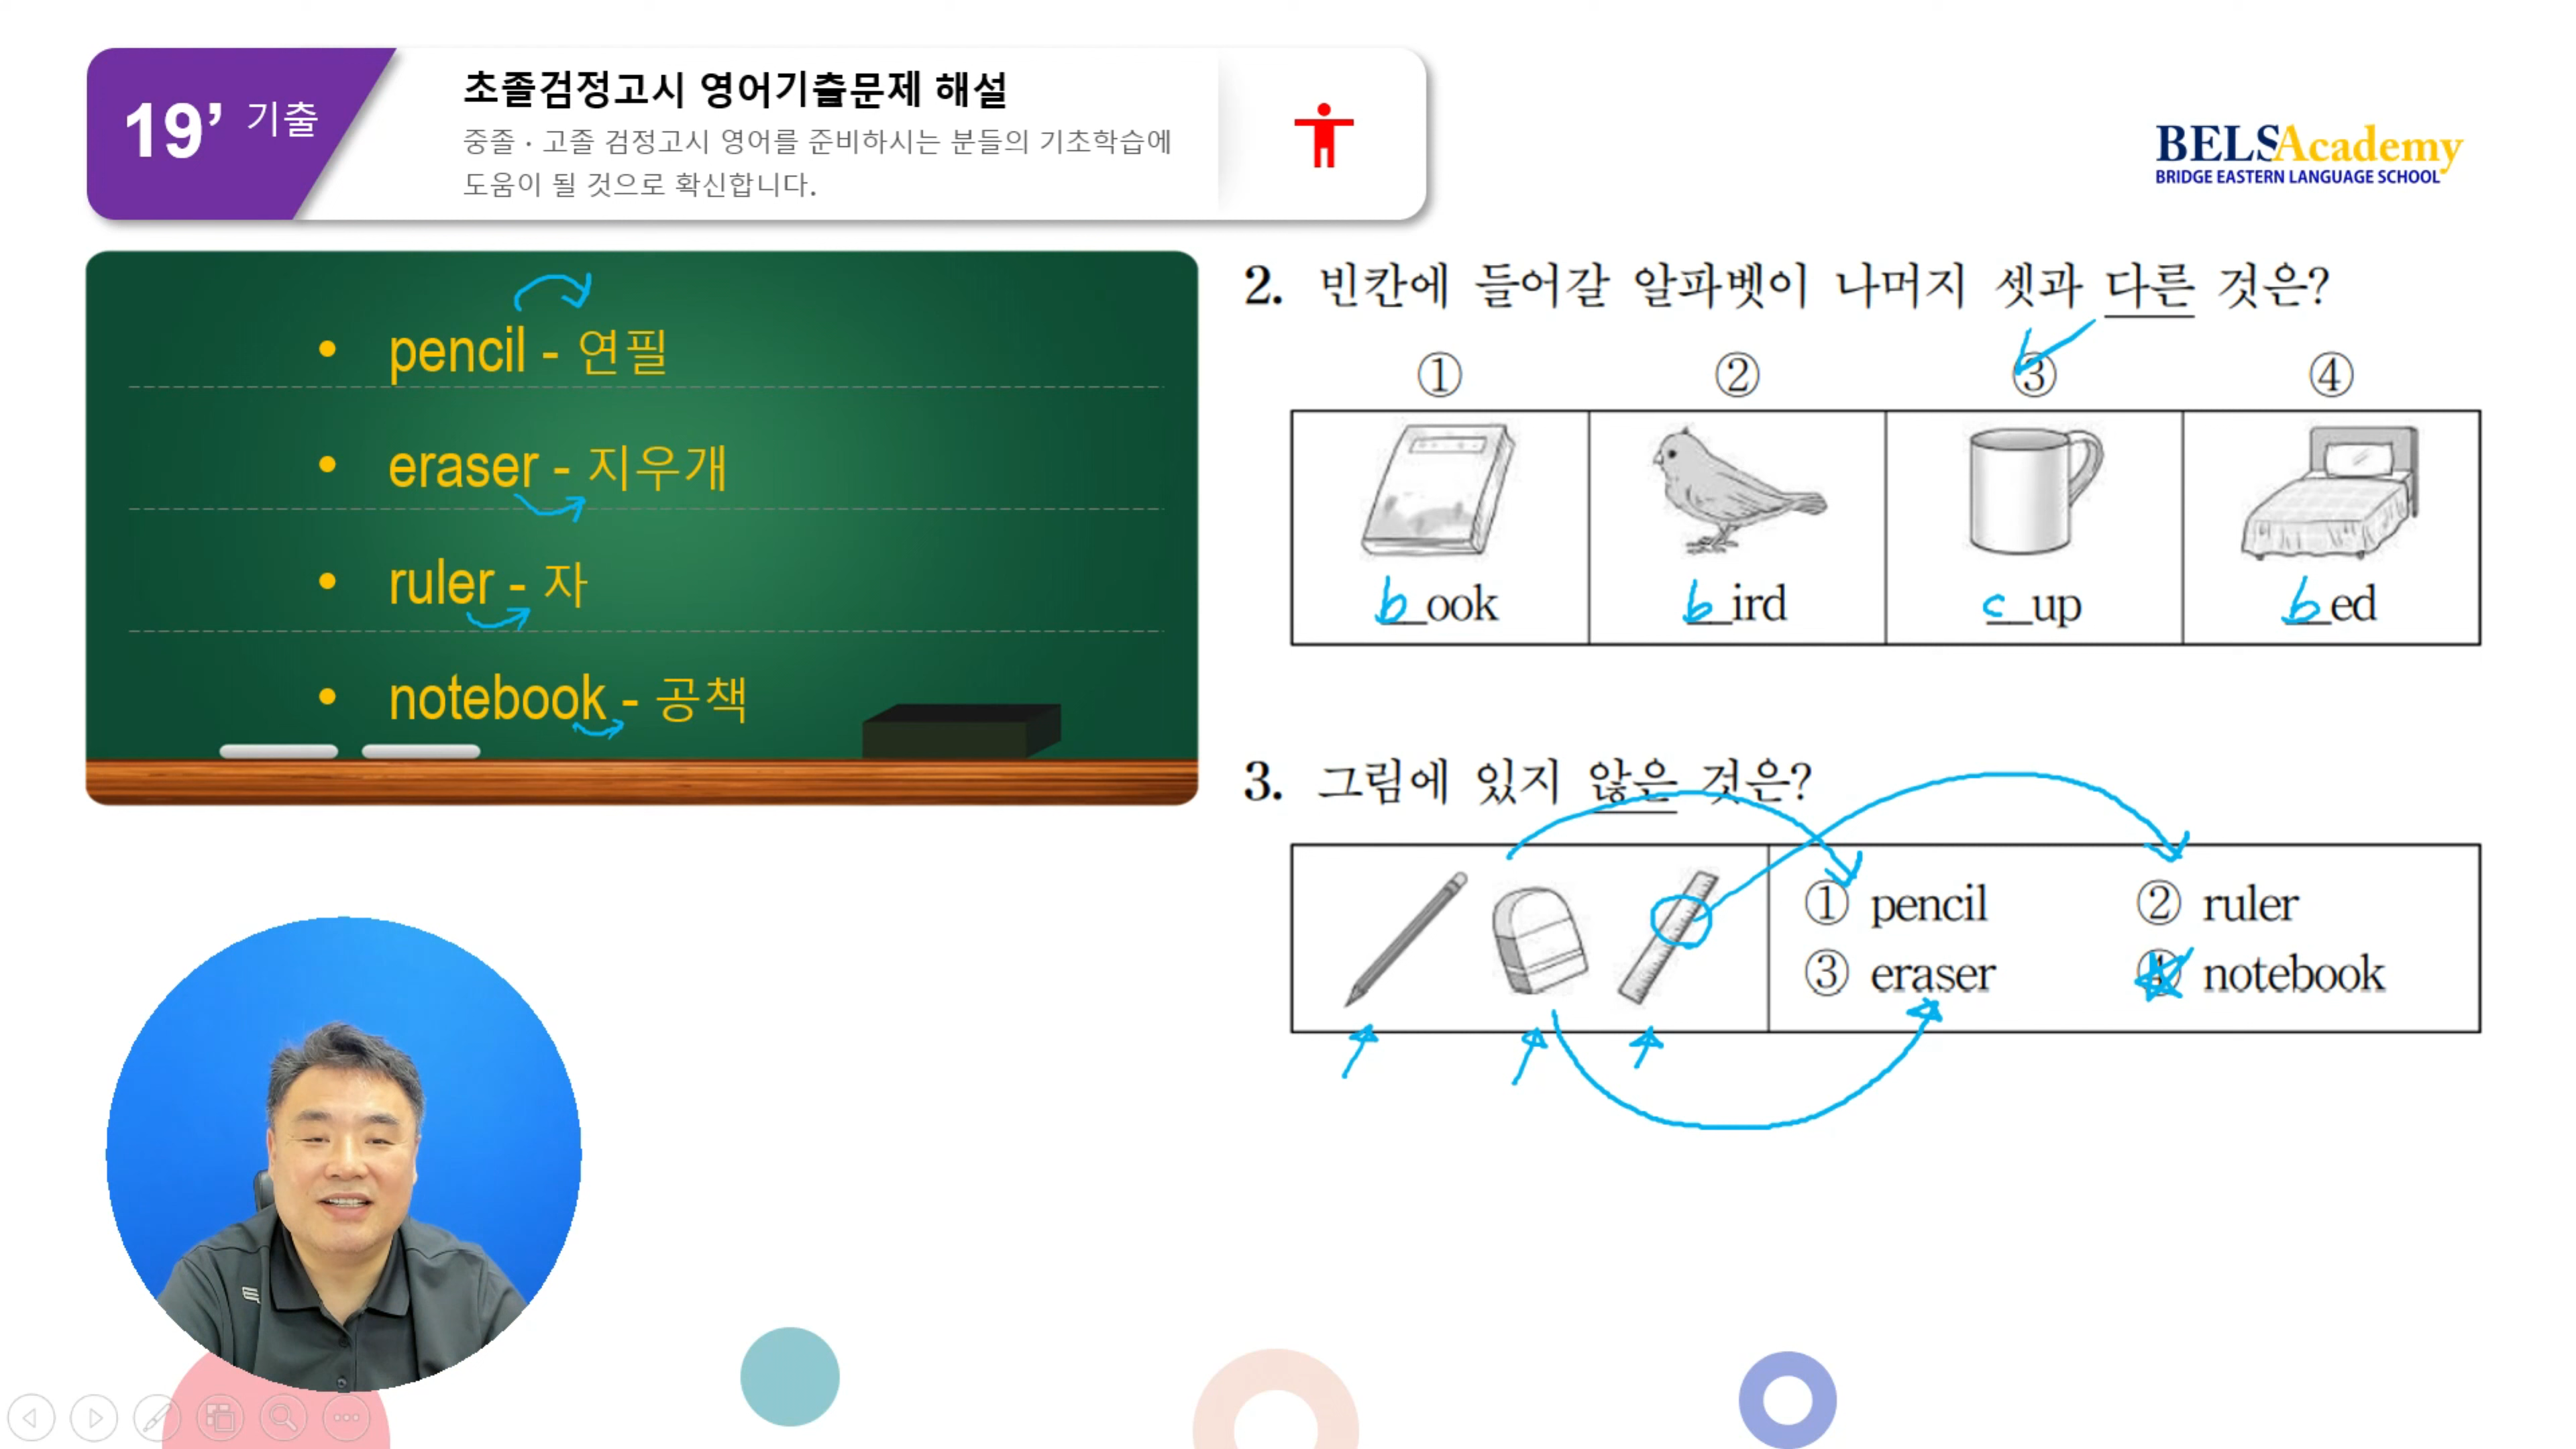 19’ 기출
초졸검정고시 영어기출문제 해설
중졸 · 고졸 검정고시 영어를 준비하시는 분들의 기초학습에
도움이 될 것으로 확신합니다.
BELSAcademy
BRIDGE EASTERN LANGUAGE SCHOOL
• pencil - 연필
• eraser - 지우개
• ruler - 자
• notebook - 공책
2. 빈칸에 들어갈 알파벳이 나머지 셋과 다른 것은?
① ② ③ ④
b_ook b_ird c_up b_ed
3. 그림에 있지 않은 것은?
① pencil ② ruler
③ eraser ④ notebook